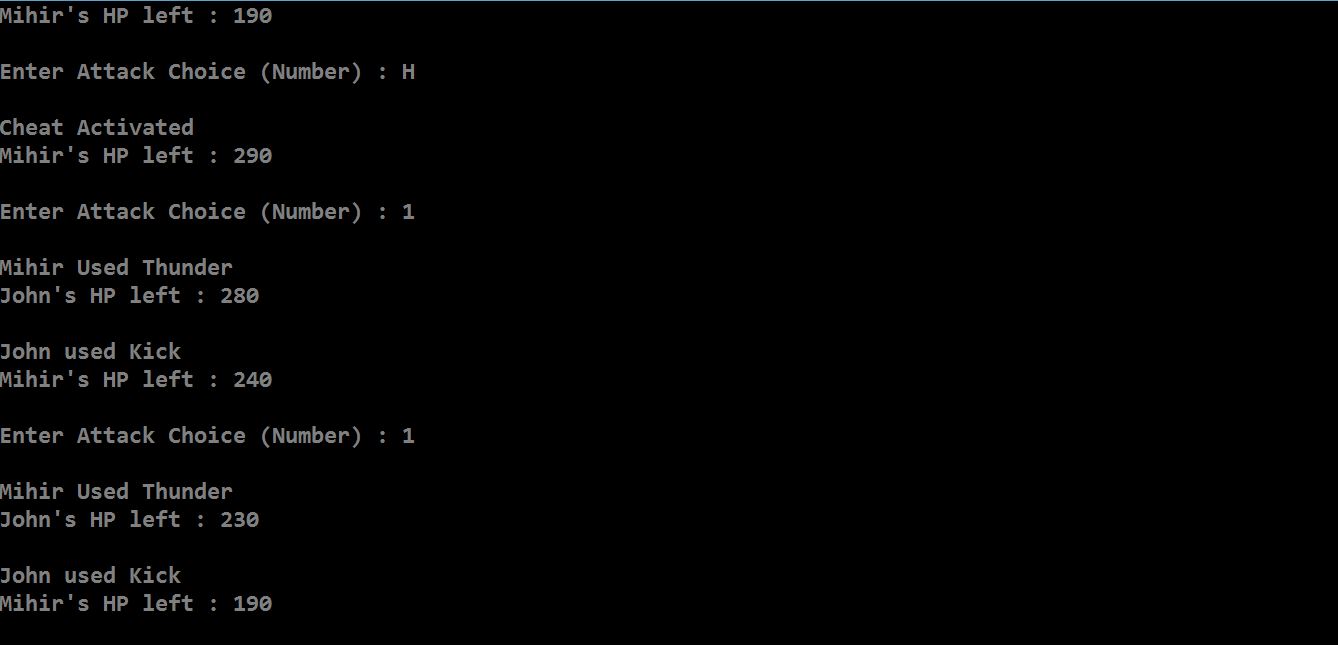 Mihir's HP left : 190
Enter Attack Choice (Number) : H
Cheat Activated
Mihir's HP left : 290
Enter Attack Choice (Number) : 1
Mihir Used Thunder
John's HP left : 280
John used Kick
Mihir's HP left : 240
Enter Attack Choice (Number) : 1
Mihir Used Thunder
John's HP left : 230
John used Kick
Mihir's HP left : 190